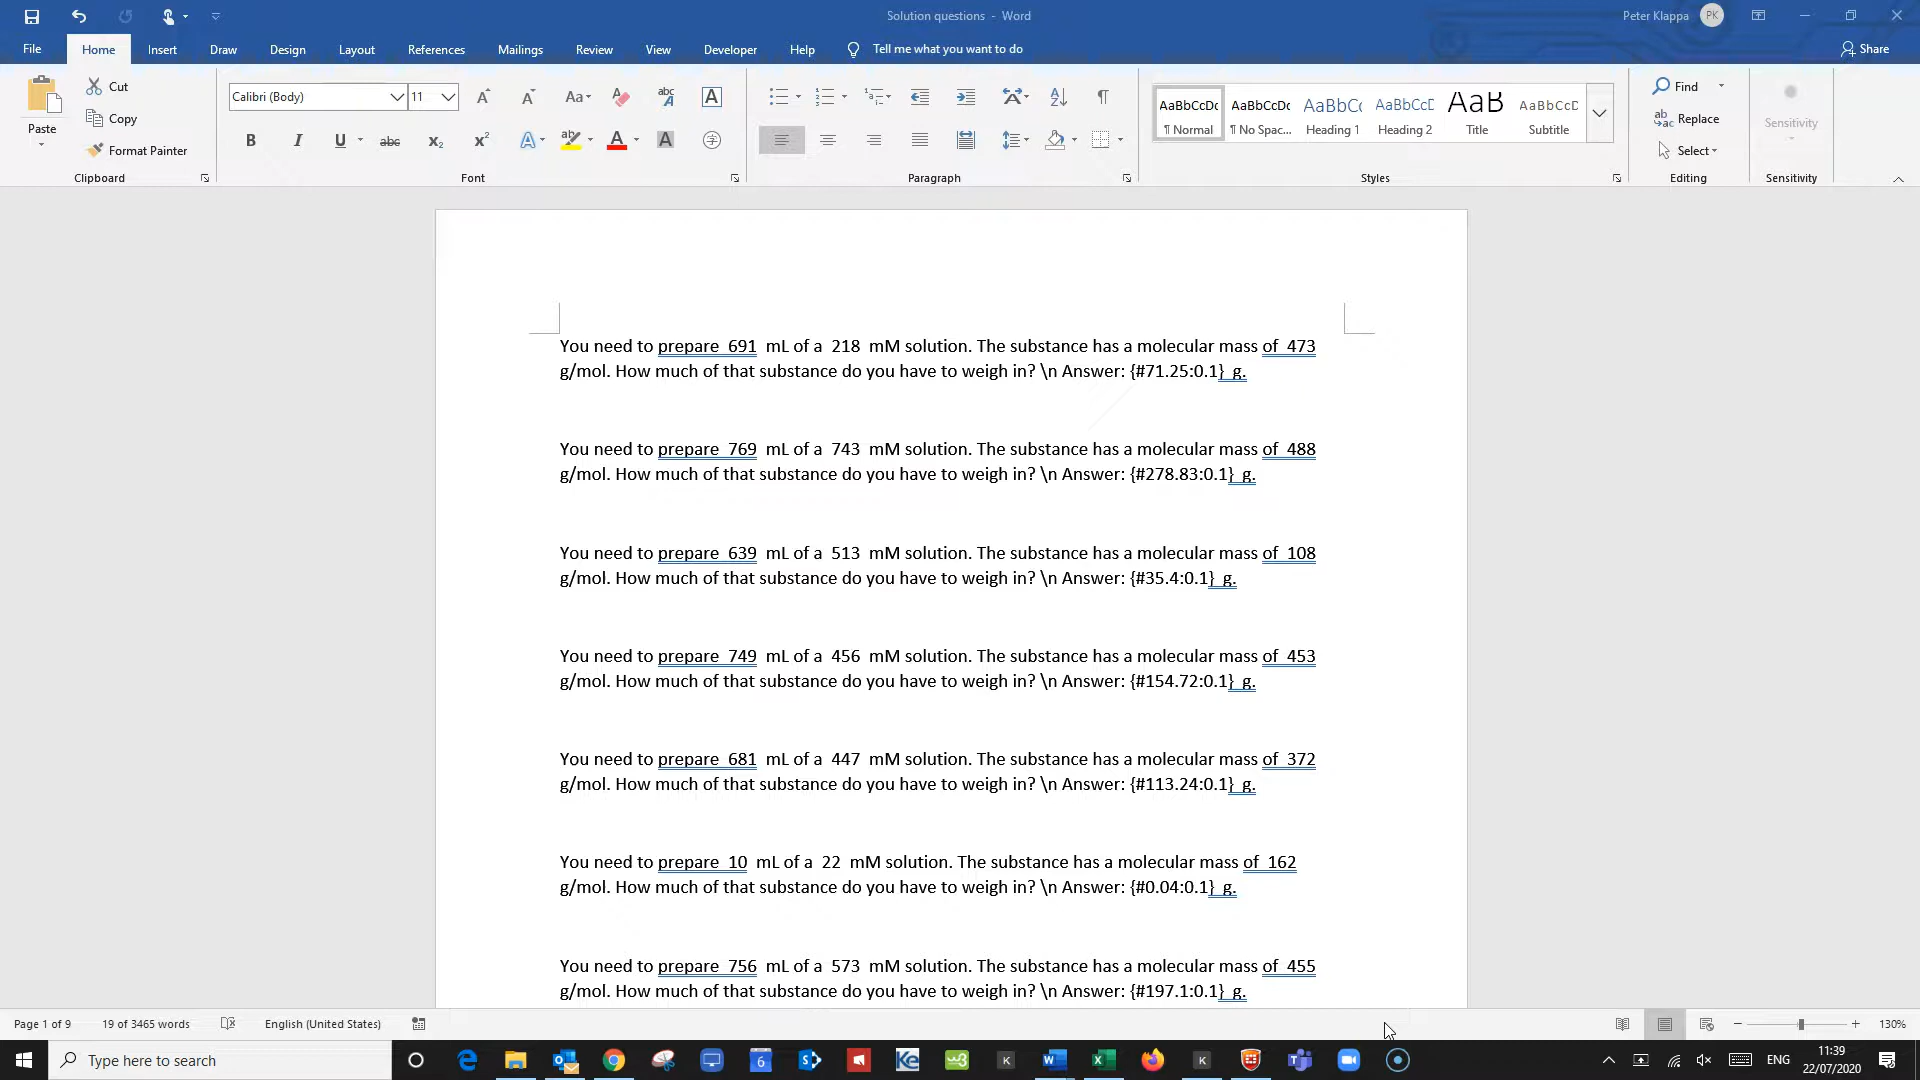 Solution questions - Word
Peter Klappa
PK
File
Home
Insert
Draw
Design
Layout
References
Mailings
Review
View
Developer
Help
Tell me what you want to do
Share
Paste
Cut
Copy
Format Painter
Clipboard
Calibri (Body)
11
Font
Paragraph
AaBbCcDc
¶ Normal
AaBbCcDc
¶ No Spac...
AaBbCc
Heading 1
AaBbCcC
Heading 2
AaB
Title
AaBbCcD
Subtitle
Styles
Find
Replace
Select
Editing
Sensitivity
Sensitivity
You need to prepare 691 mL of a 218 mM solution. The substance has a molecular mass of 473
g/mol. How much of that substance do you have to weigh in? \n Answer: {#71.25:0.1} g.
You need to prepare 769 mL of a 743 mM solution. The substance has a molecular mass of 488
g/mol. How much of that substance do you have to weigh in? \n Answer: {#278.83:0.1} g.
You need to prepare 639 mL of a 513 mM solution. The substance has a molecular mass of 108
g/mol. How much of that substance do you have to weigh in? \n Answer: {#35.4:0.1} g.
You need to prepare 749 mL of a 456 mM solution. The substance has a molecular mass of 453
g/mol. How much of that substance do you have to weigh in? \n Answer: {#154.72:0.1} g.
You need to prepare 681 mL of a 447 mM solution. The substance has a molecular mass of 372
g/mol. How much of that substance do you have to weigh in? \n Answer: {#113.24:0.1} g.
You need to prepare 10 mL of a 22 mM solution. The substance has a molecular mass of 162
g/mol. How much of that substance do you have to weigh in? \n Answer: {#0.04:0.1} g.
You need to prepare 756 mL of a 573 mM solution. The substance has a molecular mass of 455
g/mol. How much of that substance do you have to weigh in? \n Answer: {#197.1:0.1} g.
Page 1 of 9
19 of 3465 words
English (United States)
130%
Type here to search
ENG
11:39
22/07/2020